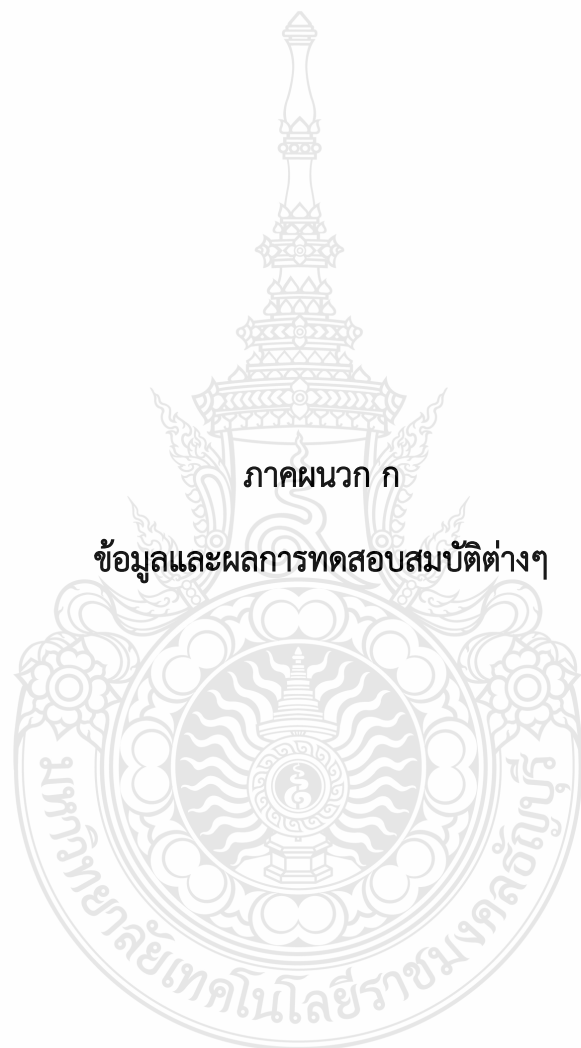 ภาคผนวก ก
ข้อมูลและผลการทดสอบสมบัติต่างๆ
มหาวิทยาลัยเทคโนโลยีราชมงคลธัญบุรี